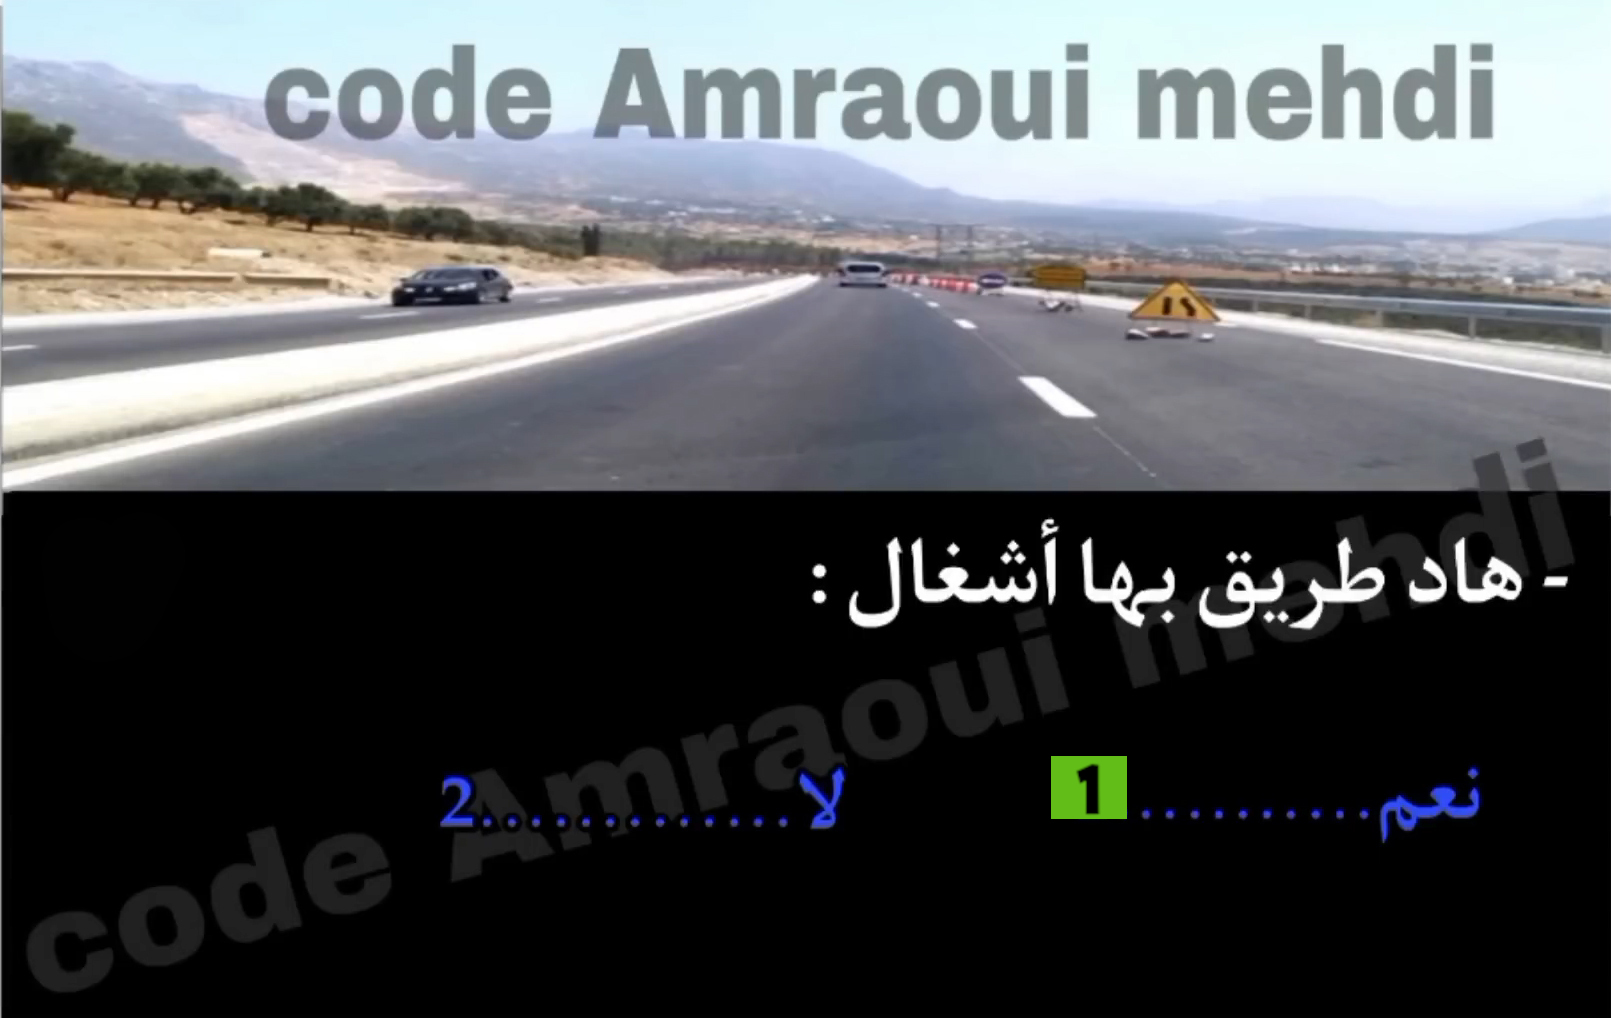 code Amraoui mehdi
- هاد طريق بها أشغال :
نعم..........1 لا.............2
code Amraoui mehdi